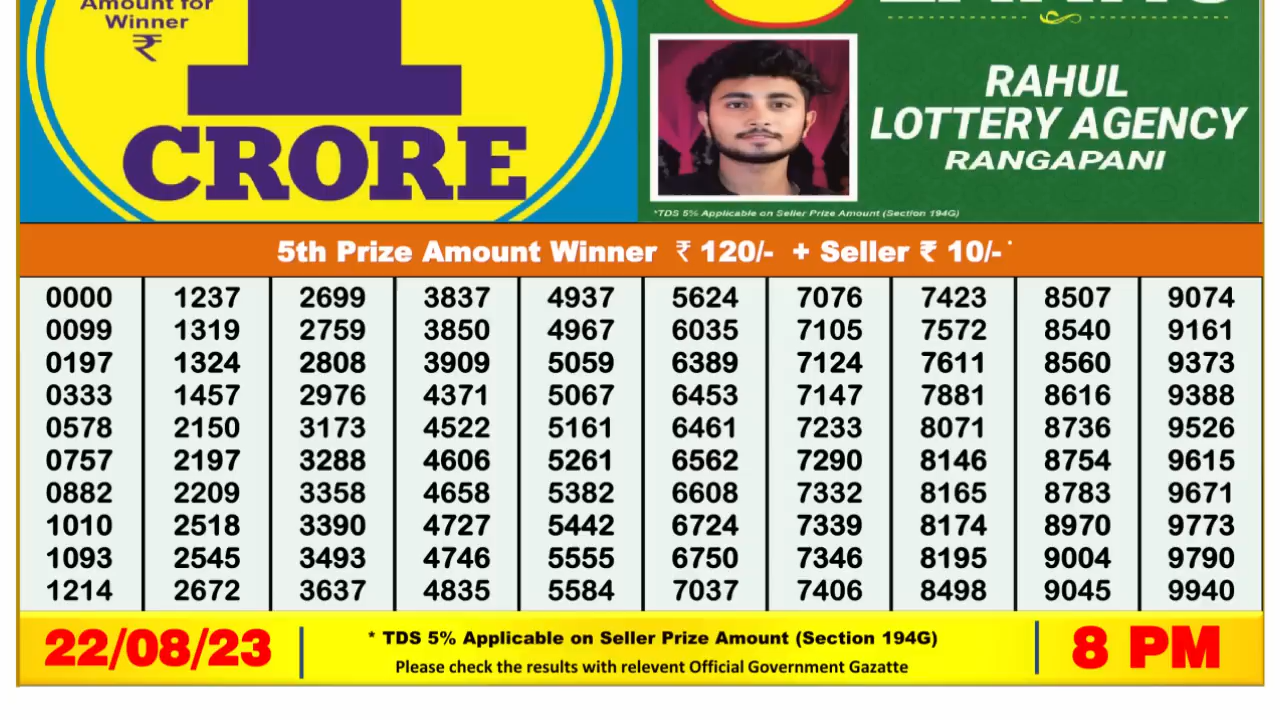 Amount for
Winner
₹
1
CRORE
RAHUL
LOTTERY AGENCY
RANGAPANI
*TDS 5% Applicable on Seller Prize Amount (Section 194G)
5th Prize Amount Winner ₹ 120/- + Seller ₹ 10/- *
0000 1237 2699 3837 4937 5624 7076 7423 8507 9074
0099 1319 2759 3850 4967 6035 7105 7572 8540 9161
0197 1324 2808 3909 5059 6389 7124 7611 8560 9373
0333 1457 2976 4371 5067 6453 7147 7881 8616 9388
0578 2150 3173 4522 5161 6461 7233 8071 8736 9526
0757 2197 3288 4606 5261 6562 7290 8146 8754 9615
0882 2209 3358 4658 5382 6608 7332 8165 8783 9671
1010 2518 3390 4727 5442 6724 7339 8174 8970 9773
1093 2545 3493 4746 5555 6750 7346 8195 9004 9790
1214 2672 3637 4835 5584 7037 7406 8498 9045 9940
22/08/23
* TDS 5% Applicable on Seller Prize Amount (Section 194G)
Please check the results with relevent Official Government Gazatte
8 PM